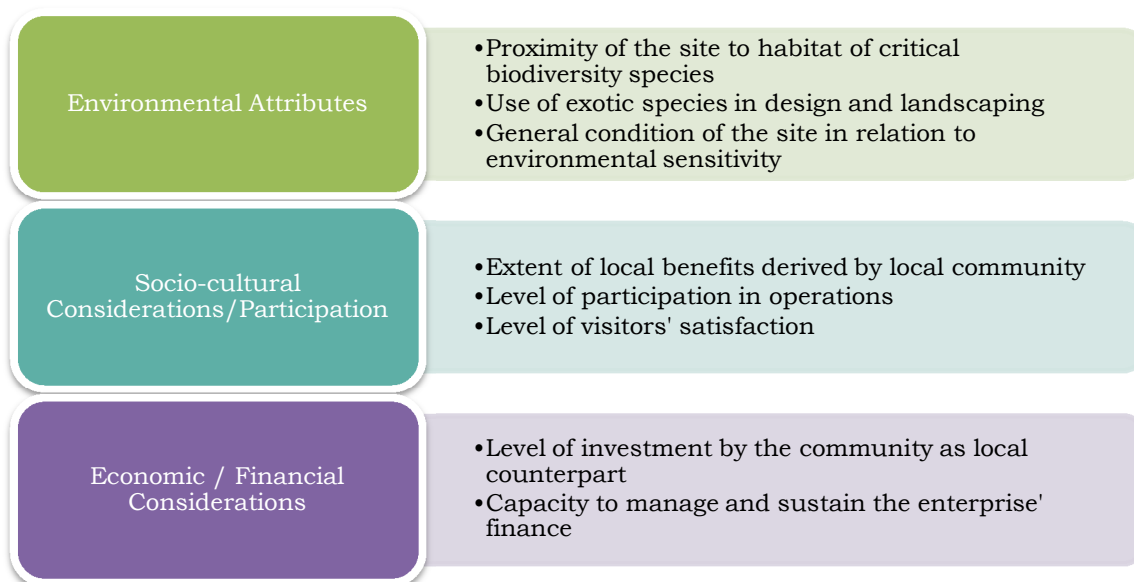 Environmental Attributes
•Proximity of the site to habitat of critical
biodiversity species
•Use of exotic species in design and landscaping
•General condition of the site in relation to
environmental sensitivity
Socio-cultural
Considerations/Participation
•Extent of local benefits derived by local community
•Level of participation in operations
•Level of visitors' satisfaction
Economic / Financial
Considerations
•Level of investment by the community as local
counterpart
•Capacity to manage and sustain the enterprise'
finance